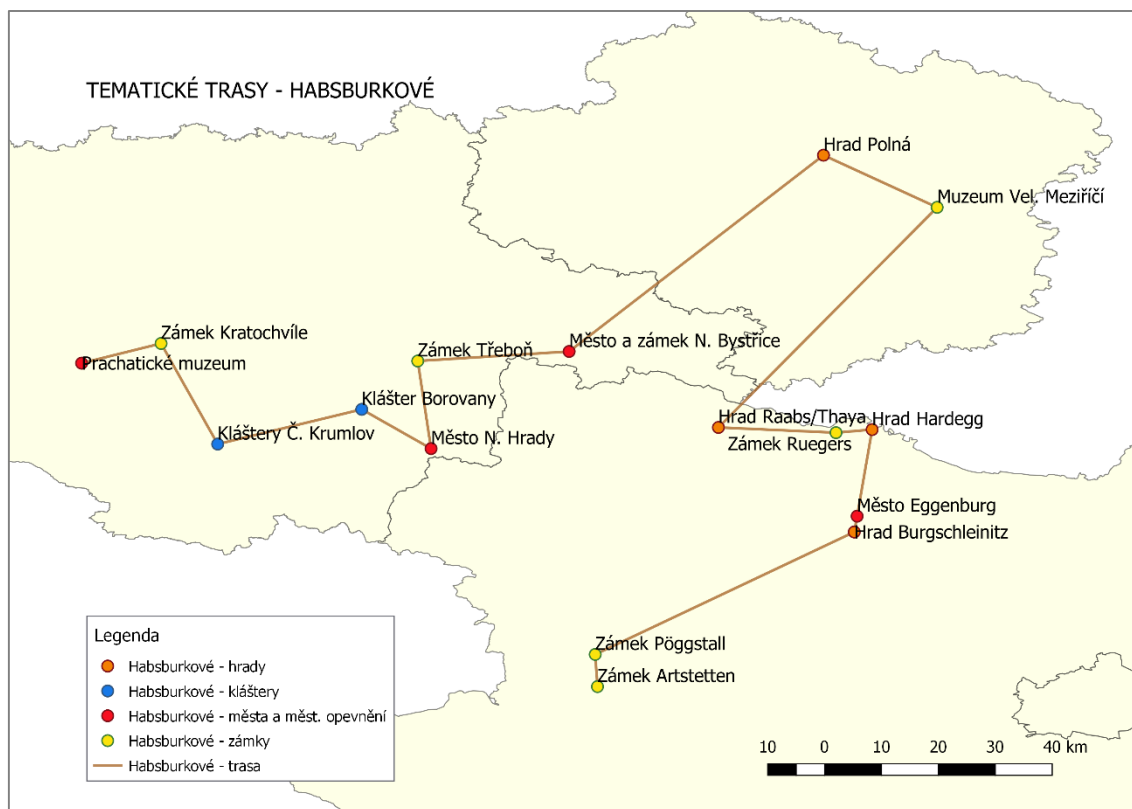 TEMATICKÉ TRASY - HABSBURKOVÉ
Hrad Polná
Muzeum Vel. Meziříčí
Zámek Kratochvíle
Prachatické muzeum
Zámek Třeboň
Město a zámek N. Bystřice
Klášter Borovany
Kláštery Č. Krumlov
Město N. Hrady
Hrad Raabs/Thaya
Hrad Hardegg
Zámek Ruegers
Město Eggenburg
Hrad Burgschleinitz
Zámek Pöggstall
Zámek Artstetten
Legenda
Habsburkové - hrady
Habsburkové - kláštery
Habsburkové - města a měst. opevnění
Habsburkové - zámky
Habsburkové - trasa
10 0 10 20 30 40 km